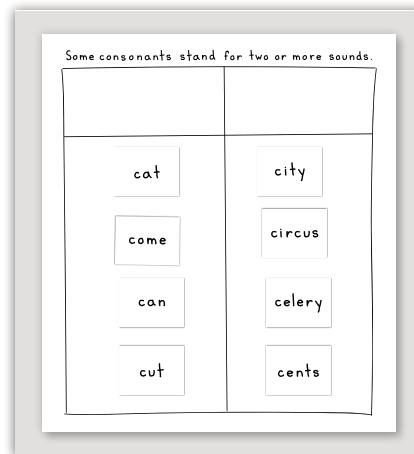 Some consonants stand for two or more sounds.
cat
city
come
circus
can
celery
cut
cents